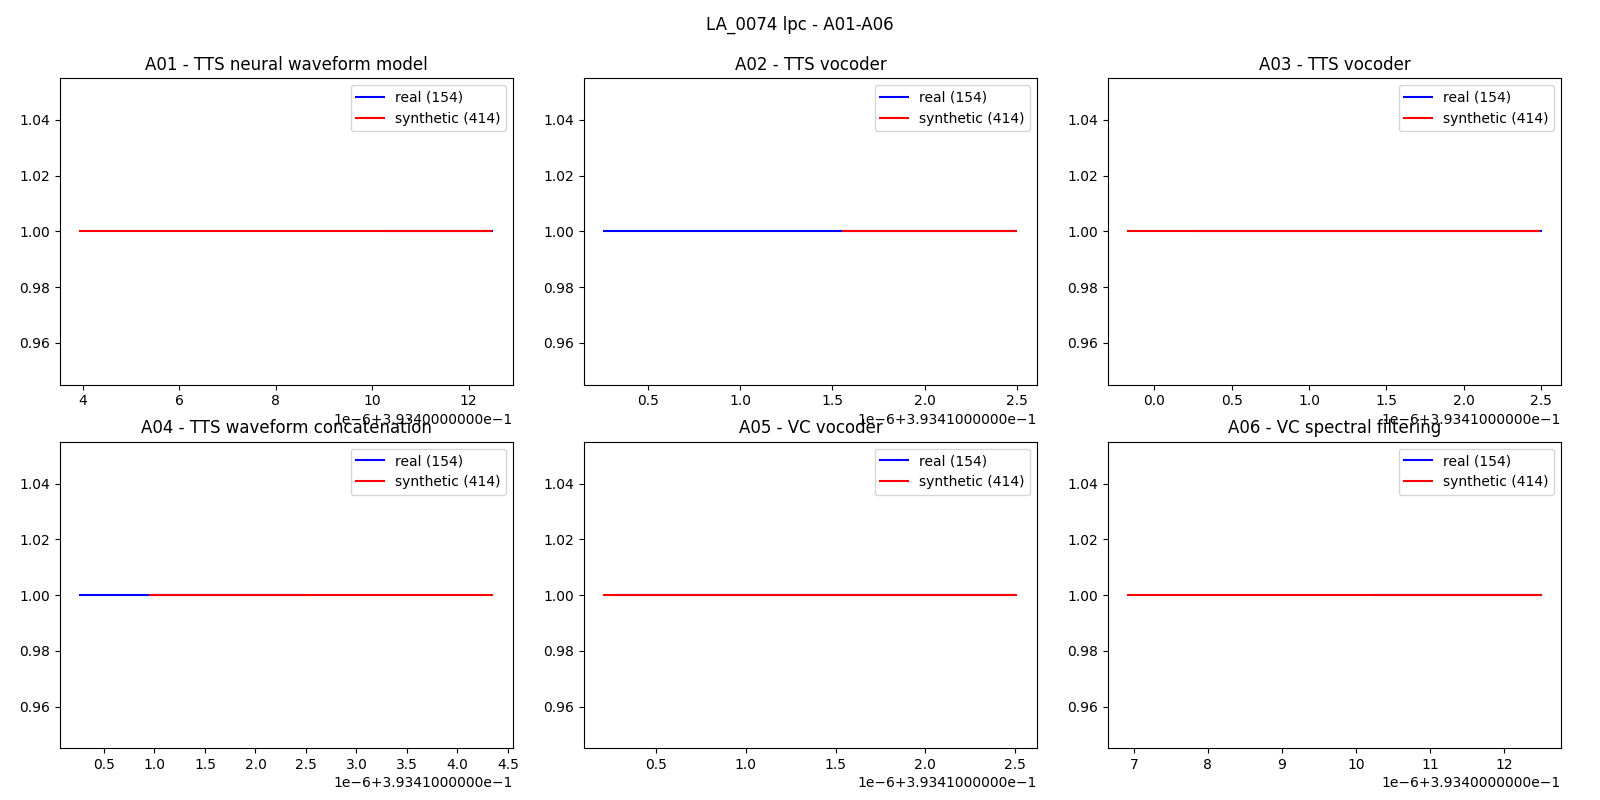 LA_0074 lpc - A01-A06
A01 - TTS neural waveform model
real (154)
synthetic (414)
1.04
1.02
1.00
0.98
0.96
4 6 8 10 12
1e−6+3.9340000000e−1
A02 - TTS vocoder
real (154)
synthetic (414)
1.04
1.02
1.00
0.98
0.96
0.5 1.0 1.5 2.0 2.5
1e−6+3.9341000000e−1
A03 - TTS vocoder
real (154)
synthetic (414)
1.04
1.02
1.00
0.98
0.96
0.0 0.5 1.0 1.5 2.0 2.5
1e−6+3.9341000000e−1
A04 - TTS waveform concatenation
real (154)
synthetic (414)
1.04
1.02
1.00
0.98
0.96
0.5 1.0 1.5 2.0 2.5 3.0 3.5 4.0 4.5
1e−6+3.9341000000e−1
A05 - VC vocoder
real (154)
synthetic (414)
1.04
1.02
1.00
0.98
0.96
0.5 1.0 1.5 2.0 2.5
1e−6+3.9341000000e−1
A06 - VC spectral filtering
real (154)
synthetic (414)
1.04
1.02
1.00
0.98
0.96
7 8 9 10 11 12
1e−6+3.9340000000e−1